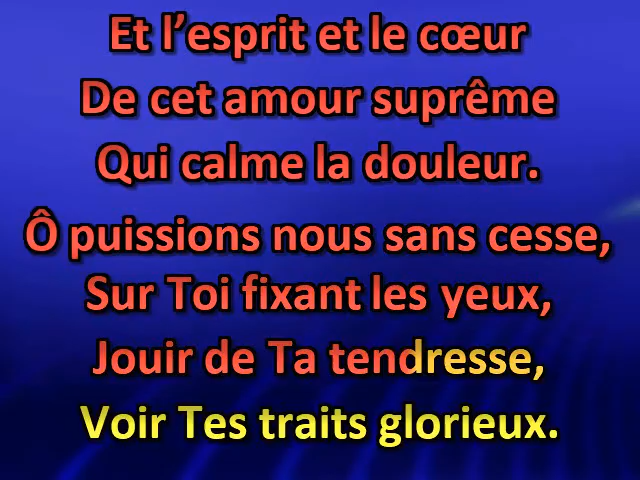 Et l’esprit et le cœur
De cet amour suprême
Qui calme la douleur.
Ô puissions nous sans cesse,
Sur Toi fixant les yeux,
Jouir de Ta tendresse,
Voir Tes traits glorieux.